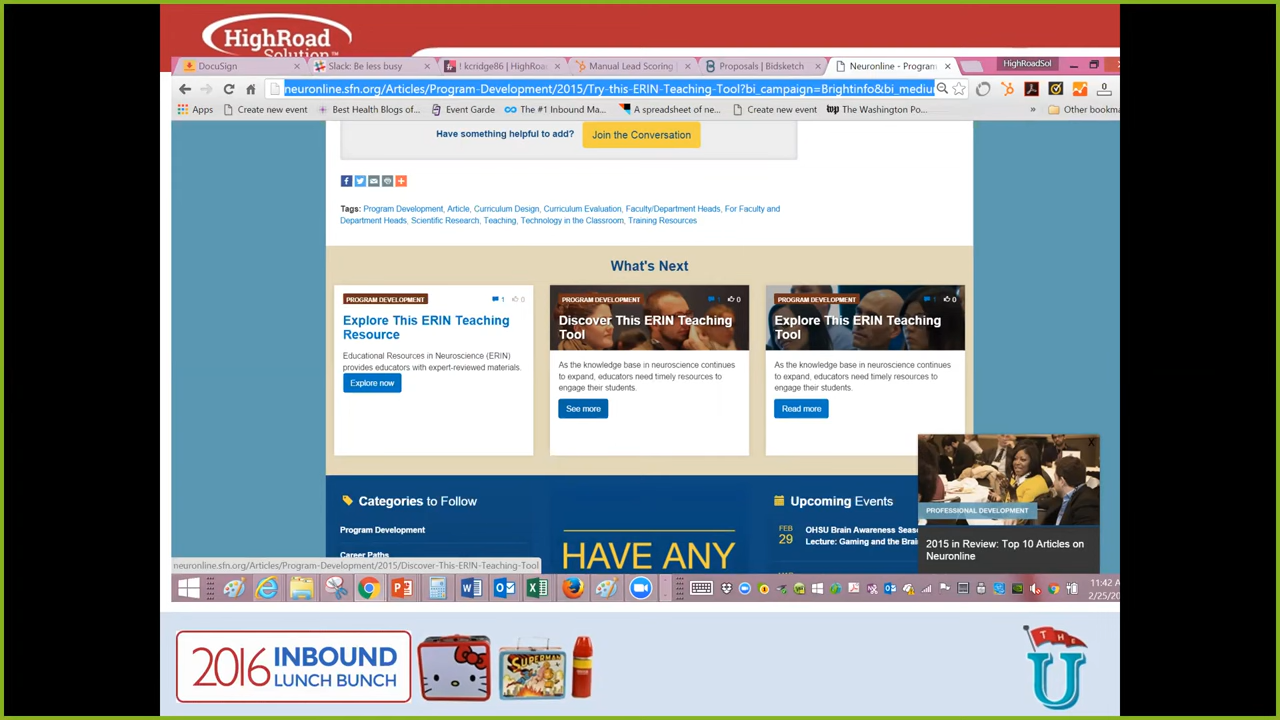 HighRoad
Solution™
DocuSign
Slack: Be less busy
! kcridge86 | HighRoa
Manual Lead Scoring |
Proposals | Bidsketch
Neuronline - Program
HighRoadSol
neuronline.sfn.org/Articles/Program-Development/2015/Try-this-ERIN-Teaching-Tool?bi_campaign=Brightinfo&bi_mediu
Apps
Create new event
Best Health Blogs of...
Event Garde
The #1 Inbound Ma...
A spreadsheet of ne...
Create new event
The Washington Po...
»
Other bookma
Have something helpful to add?
Join the Conversation
Tags: Program Development, Article, Curriculum Design, Curriculum Evaluation, Faculty/Department Heads, For Faculty and
Department Heads, Scientific Research, Teaching, Technology in the Classroom, Training Resources
What's Next
PROGRAM DEVELOPMENT
1
0
Explore This ERIN Teaching
Resource
Educational Resources in Neuroscience (ERIN)
provides educators with expert-reviewed materials.
Explore now
PROGRAM DEVELOPMENT
1
0
Discover This ERIN Teaching
Tool
As the knowledge base in neuroscience continues
to expand, educators need timely resources to
engage their students.
See more
PROGRAM DEVELOPMENT
1
0
Explore This ERIN Teaching
Tool
As the knowledge base in neuroscience continues
to expand, educators need timely resources to
engage their students.
Read more
x
PROFESSIONAL DEVELOPMENT
2015 in Review: Top 10 Articles on
Neuronline
Categories to Follow
Program Development
Career Paths
HAVE ANY
Upcoming Events
FEB
29
OHSU Brain Awareness Seas
Lecture: Gaming and the Brai
neuronline.sfn.org/Articles/Program-Development/2015/Discover-This-ERIN-Teaching-Tool
11:42 A
2/25/20
2016 INBOUND
LUNCH BUNCH
SUPERMAN
THE
U